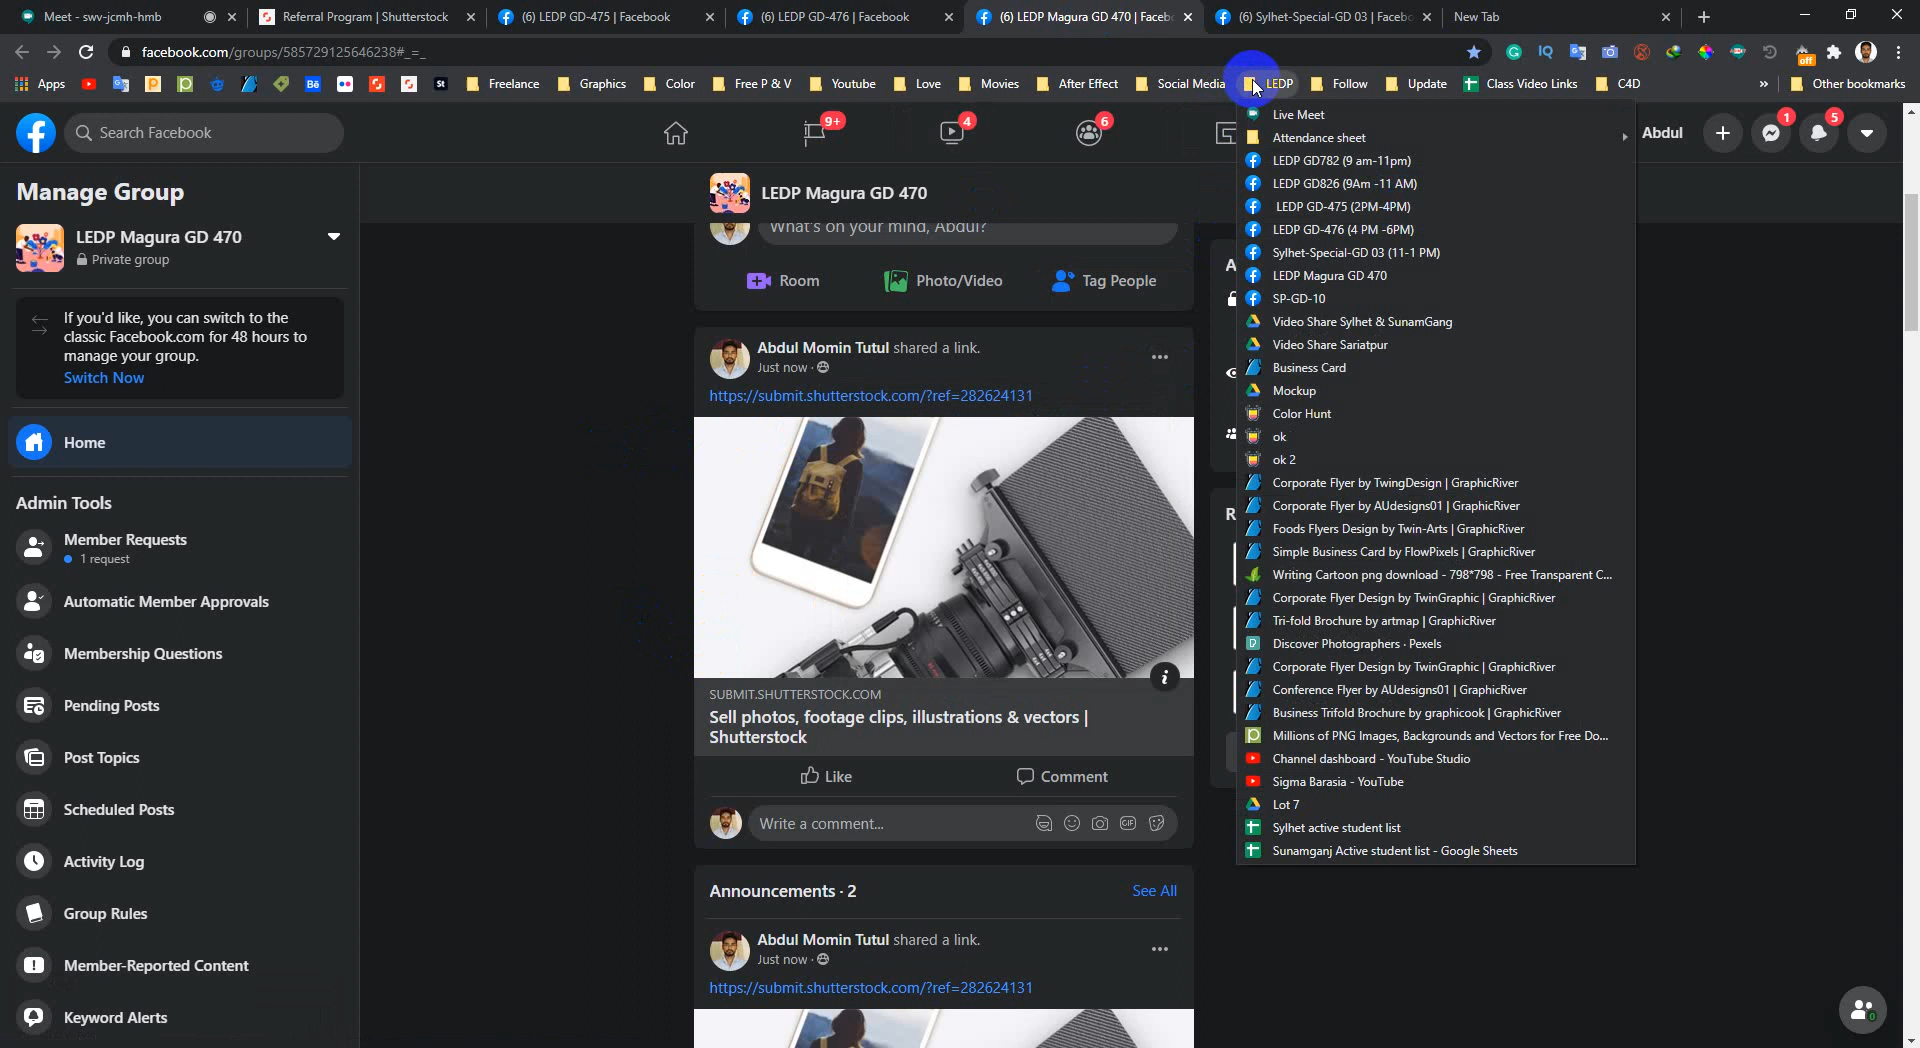 Meet - swv-jcmh-hmb
Referral Program | Shutterstock
(6) LEDP GD-475 | Facebook
(6) LEDP GD-476 | Facebook
(6) LEDP Magura GD 470 | Faceb
(6) Sylhet-Special-GD 03 | Facebo
New Tab
facebook.com/groups/585729125646238#_=_
IQ
off
Apps
Bē
St
Freelance
Graphics
Color
Free P & V
Youtube
Love
Movies
After Effect
Social Media
LEDP
Follow
Update
Class Video Links
C4D
»
Other bookmarks
Search Facebook
9+
4
6
Abdul
1
5
Manage Group
LEDP Magura GD 470
Private group
If you'd like, you can switch to the
classic Facebook.com for 48 hours to
manage your group.
Switch Now
Home
Admin Tools
Member Requests
1 request
Automatic Member Approvals
Membership Questions
Pending Posts
Post Topics
Scheduled Posts
Activity Log
Group Rules
Member-Reported Content
Keyword Alerts
LEDP Magura GD 470
What's on your mind, Abdul?
Room
Photo/Video
Tag People
Abdul Momin Tutul shared a link.
Just now ·
https://submit.shutterstock.com/?ref=282624131
SUBMIT.SHUTTERSTOCK.COM
Sell photos, footage clips, illustrations & vectors |
Shutterstock
Like
Comment
Write a comment...
GIF
Announcements · 2
See All
Abdul Momin Tutul shared a link.
Just now ·
https://submit.shutterstock.com/?ref=282624131
A
R
Live Meet
Attendance sheet
LEDP GD782 (9 am-11pm)
LEDP GD826 (9Am -11 AM)
LEDP GD-475 (2PM-4PM)
LEDP GD-476 (4 PM -6PM)
Sylhet-Special-GD 03 (11-1 PM)
LEDP Magura GD 470
SP-GD-10
Video Share Sylhet & SunamGang
Video Share Sariatpur
Business Card
Mockup
Color Hunt
ok
ok 2
Corporate Flyer by TwingDesign | GraphicRiver
Corporate Flyer by AUdesigns01 | GraphicRiver
Foods Flyers Design by Twin-Arts | GraphicRiver
Simple Business Card by FlowPixels | GraphicRiver
Writing Cartoon png download - 798*798 - Free Transparent C...
Corporate Flyer Design by TwinGraphic | GraphicRiver
Tri-fold Brochure by artmap | GraphicRiver
Discover Photographers · Pexels
Corporate Flyer Design by TwinGraphic | GraphicRiver
Conference Flyer by AUdesigns01 | GraphicRiver
Business Trifold Brochure by graphicook | GraphicRiver
Millions of PNG Images, Backgrounds and Vectors for Free Do...
Channel dashboard - YouTube Studio
Sigma Barasia - YouTube
Lot 7
Sylhet active student list
Sunamganj Active student list - Google Sheets
0